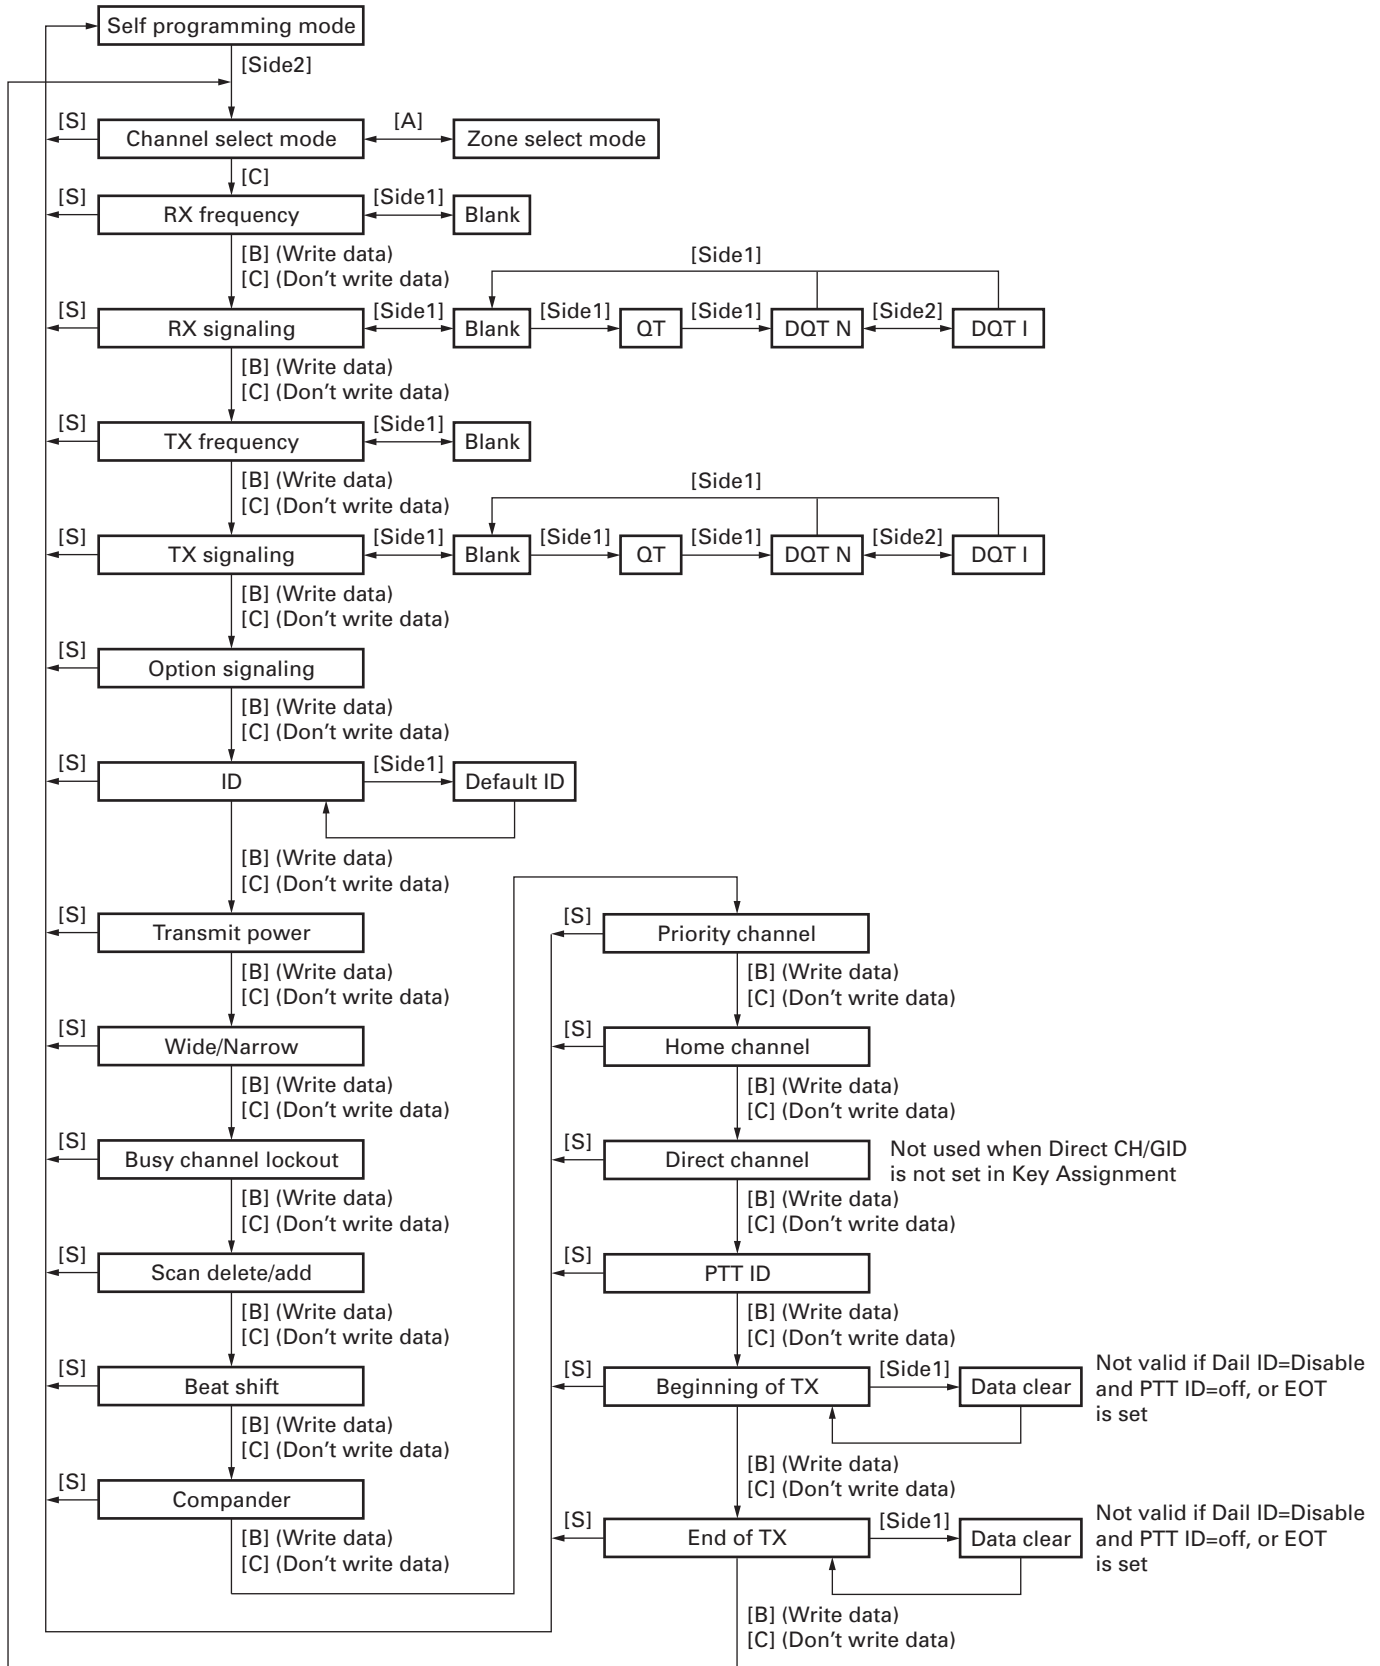 Self programming mode
[Side2]
[S]
Channel select mode
[A]
Zone select mode
[C]
[S]
RX frequency
[Side1]
Blank
[B] (Write data)
[C] (Don't write data)
[Side1]
[S]
RX signaling
[Side1]
Blank
[Side1]
QT
[Side1]
DQT N
[Side2]
DQT I
[B] (Write data)
[C] (Don't write data)
[S]
TX frequency
[Side1]
Blank
[B] (Write data)
[C] (Don't write data)
[Side1]
[S]
TX signaling
[Side1]
Blank
[Side1]
QT
[Side1]
DQT N
[Side2]
DQT I
[B] (Write data)
[C] (Don't write data)
[S]
Option signaling
[B] (Write data)
[C] (Don't write data)
[S]
ID
[Side1]
Default ID
[B] (Write data)
[C] (Don't write data)
[S]
Transmit power
[B] (Write data)
[C] (Don't write data)
[S]
Wide/Narrow
[B] (Write data)
[C] (Don't write data)
[S]
Busy channel lockout
[B] (Write data)
[C] (Don't write data)
[S]
Scan delete/add
[B] (Write data)
[C] (Don't write data)
[S]
Beat shift
[B] (Write data)
[C] (Don't write data)
[S]
Compander
[B] (Write data)
[C] (Don't write data)
[S]
Priority channel
[B] (Write data)
[C] (Don't write data)
[S]
Home channel
[B] (Write data)
[C] (Don't write data)
[S]
Direct channel
Not used when Direct CH/GID
is not set in Key Assignment
[B] (Write data)
[C] (Don't write data)
[S]
PTT ID
[B] (Write data)
[C] (Don't write data)
[S]
Beginning of TX
[Side1]
Data clear
Not valid if Dail ID=Disable
and PTT ID=off, or EOT
is set
[B] (Write data)
[C] (Don't write data)
[S]
End of TX
[Side1]
Data clear
Not valid if Dail ID=Disable
and PTT ID=off, or EOT
is set
[B] (Write data)
[C] (Don't write data)